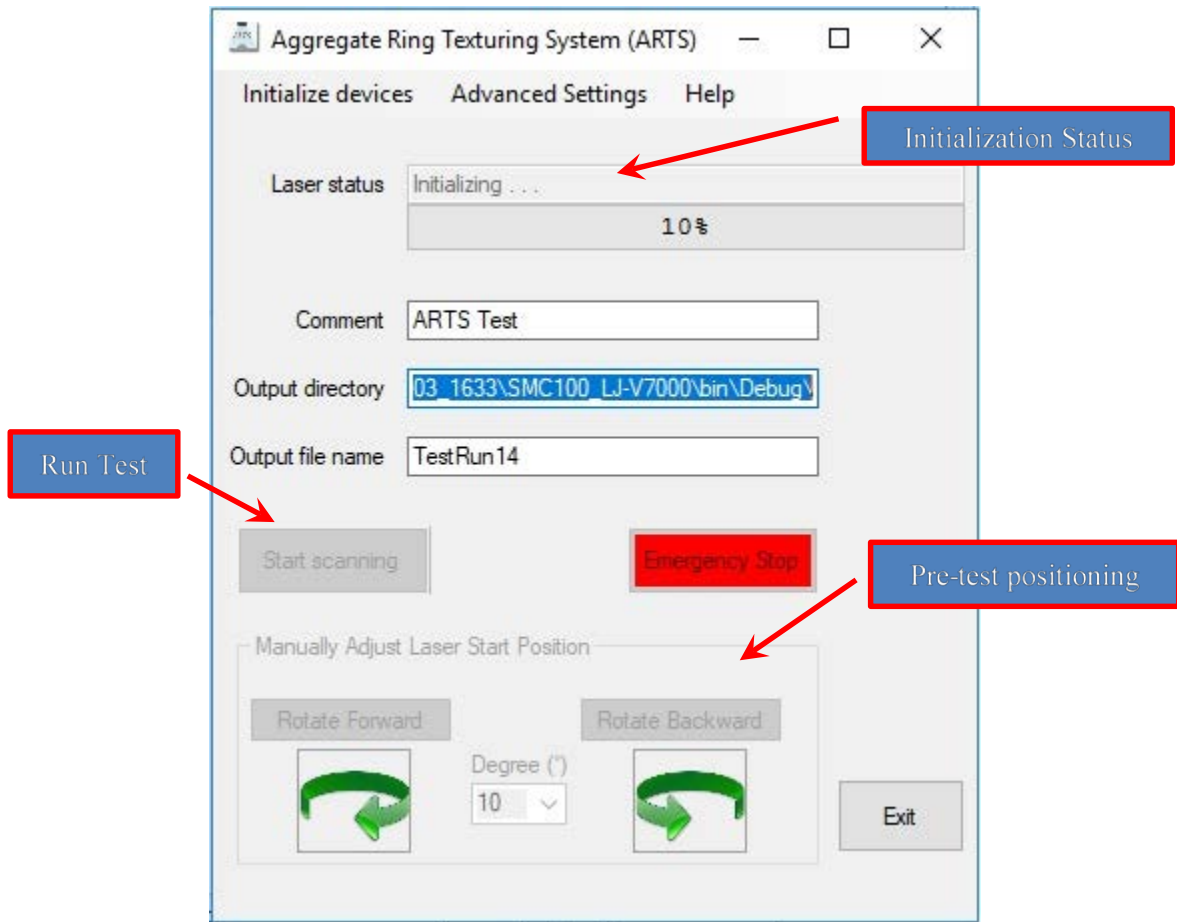 Aggregate Ring Texturing System (ARTS)
Initialize devices Advanced Settings Help
Initialization Status
Laser status Initializing . . .
10%
Comment ARTS Test
Output directory 03_1633\SMC100_LJ-V7000\bin\Debug\
Run Test
Output file name TestRun14
Start scanning Emergency Stop
Pre-test positioning
Manually Adjust Laser Start Position
Rotate Forward Rotate Backward
Degree (°)
10
Exit